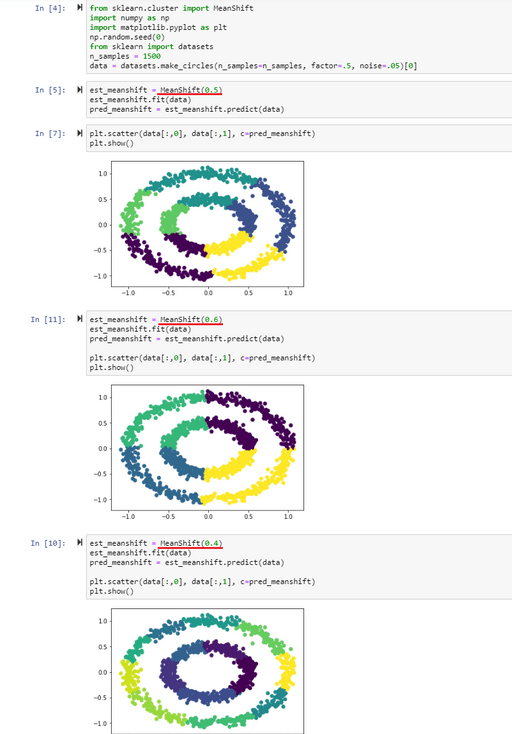 In [4]:
from sklearn.cluster import MeanShift
import numpy as np
import matplotlib.pyplot as plt
np.random.seed(0)
from sklearn import datasets
n_samples = 1500
data = datasets.make_circles(n_samples=n_samples, factor=.5, noise=.05)[0]
In [5]:
est_meanshift = MeanShift(0.5)
est_meanshift.fit(data)
pred_meanshift = est_meanshift.predict(data)
In [7]:
plt.scatter(data[:,0], data[:,1], c=pred_meanshift)
plt.show()
1.0
0.5
0.0
−0.5
−1.0
−1.0 −0.5 0.0 0.5 1.0
In [11]:
est_meanshift = MeanShift(0.6)
est_meanshift.fit(data)
pred_meanshift = est_meanshift.predict(data)
plt.scatter(data[:,0], data[:,1], c=pred_meanshift)
plt.show()
1.0
0.5
0.0
−0.5
−1.0
−1.0 −0.5 0.0 0.5 1.0
In [10]:
est_meanshift = MeanShift(0.4)
est_meanshift.fit(data)
pred_meanshift = est_meanshift.predict(data)
plt.scatter(data[:,0], data[:,1], c=pred_meanshift)
plt.show()
1.0
0.5
0.0
−0.5
−1.0